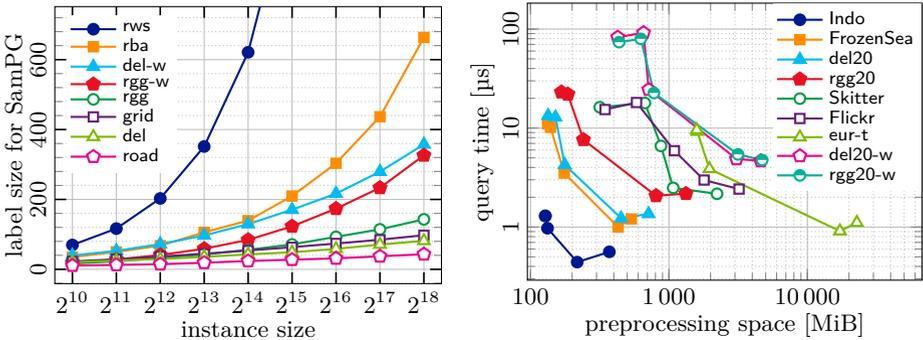 label size for SamPG
600
400
200
0
rws
rba
del-w
rgg-w
rgg
grid
del
road
2^10 2^11 2^12 2^13 2^14 2^15 2^16 2^17 2^18
instance size
query time [µs]
100
10
1
Indo
FrozenSea
del20
rgg20
Skitter
Flickr
eur-t
del20-w
rgg20-w
100 1 000 10 000
preprocessing space [MiB]